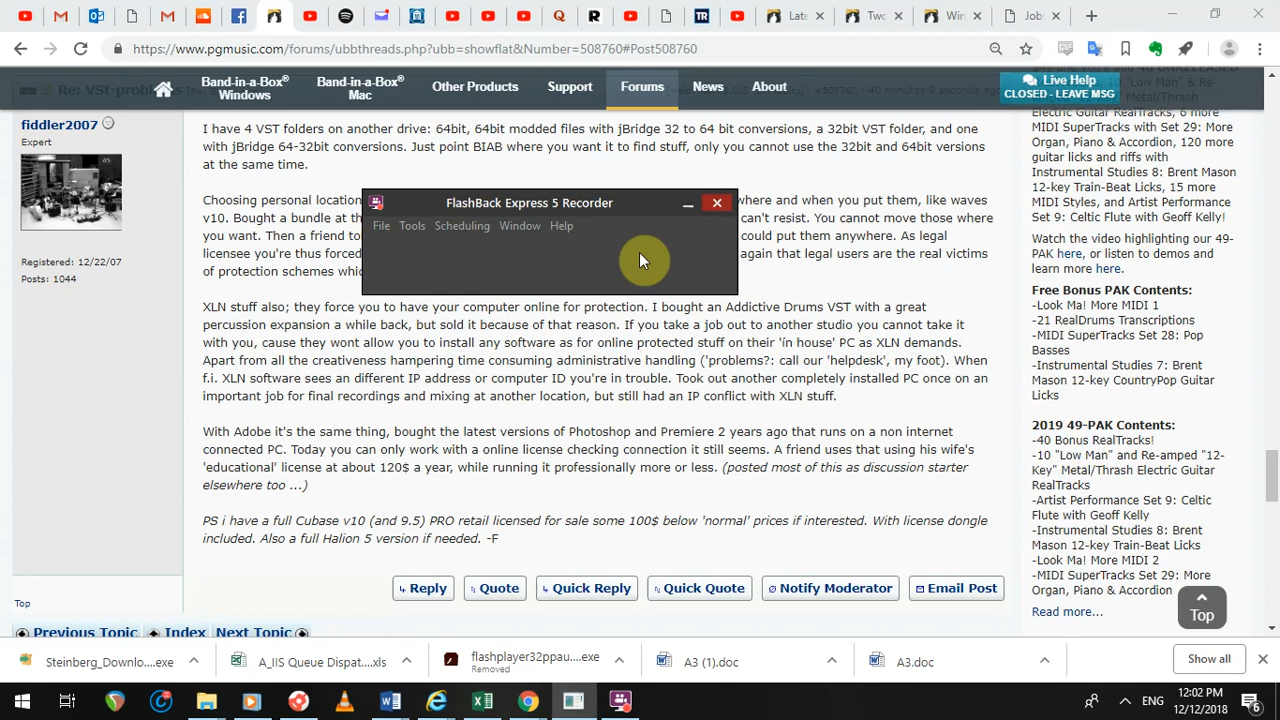 Late
Twc
Win
Job:
https://www.pgmusic.com/forums/ubbthreads.php?ubb=showflat&Number=508760#Post508760
Band-in-a-Box®
Windows
Band-in-a-Box®
Mac
Other Products
Support
Forums
News
About
Live Help
CLOSED - LEAVE MSG
Re: VST-problems
fiddler2007
Expert
Registered: 12/22/07
Posts: 1044
I have 4 VST folders on another drive: 64bit, 64bit modded files with jBridge 32 to 64 bit conversions, a 32bit VST folder, and one
with jBridge 64-32bit conversions. Just point BIAB where you want it to find stuff, only you cannot use the 32bit and 64bit versions
at the same time.
Choosing personal location where and when you put them, like waves
v10. Bought a bundle at th can't resist. You cannot move those where
you want. Then a friend to could put them anywhere. As legal
licensee you're thus forced again that legal users are the real victims
of protection schemes whic
FlashBack Express 5 Recorder
File Tools Scheduling Window Help
XLN stuff also; they force you to have your computer online for protection. I bought an Addictive Drums VST with a great
percussion expansion a while back, but sold it because of that reason. If you take a job out to another studio you cannot take it
with you, cause they wont allow you to install any software as for online protected stuff on their 'ín house' PC as XLN demands.
Apart from all the creativeness hampering time consuming administrative handling ('problems?: call our 'helpdesk', my foot). When
f.i. XLN software sees an different IP address or computer ID you're in trouble. Took out another completely installed PC once on an
important job for final recordings and mixing at another location, but still had an IP conflict with XLN stuff.
With Adobe it's the same thing, bought the latest versions of Photoshop and Premiere 2 years ago that runs on a non internet
connected PC. Today you can only work with a online license checking connection it still seems. A friend uses that using his wife's
'educational' license at about 120$ a year, while running it professionally more or less. (posted most of this as discussion starter
elsewhere too ...)
PS i have a full Cubase v10 (and 9.5) PRO retail licensed for sale some 100$ below 'normal' prices if interested. With license dongle
included. Also a full Halion 5 version if needed. -F
Reply
Quote
Quick Reply
Quick Quote
Notify Moderator
Email Post
Top
Previous Topic
Index
Next Topic
10 "Low Man" & Re-
Electric Guitar RealTracks, 6 more
MIDI SuperTracks with Set 29: More
Organ, Piano & Accordion, 120 more
guitar licks and riffs with
Instrumental Studies 8: Brent Mason
12-key Train-Beat Licks, 15 more
MIDI Styles, and Artist Performance
Set 9: Celtic Flute with Geoff Kelly!
Watch the video highlighting our 49-
PAK here, or listen to demos and
learn more here.
Free Bonus PAK Contents:
-Look Ma! More MIDI 1
-21 RealDrums Transcriptions
-MIDI SuperTracks Set 28: Pop
Basses
-Instrumental Studies 7: Brent
Mason 12-key CountryPop Guitar
Licks
2019 49-PAK Contents:
-40 Bonus RealTracks!
-10 "Low Man" and Re-amped "12-
Key" Metal/Thrash Electric Guitar
RealTracks
-Artist Performance Set 9: Celtic
Flute with Geoff Kelly
-Instrumental Studies 8: Brent
Mason 12-key Train-Beat Licks
-Look Ma! More MIDI 2
-MIDI SuperTracks Set 29: More
Organ, Piano & Accordion
Read more...
Top
Steinberg_Downlo....exe
A_IIS Queue Dispat....xls
flashplayer32ppau....exe
Removed
A3 (1).doc
A3.doc
Show all
ENG
12:02 PM
12/12/2018
6